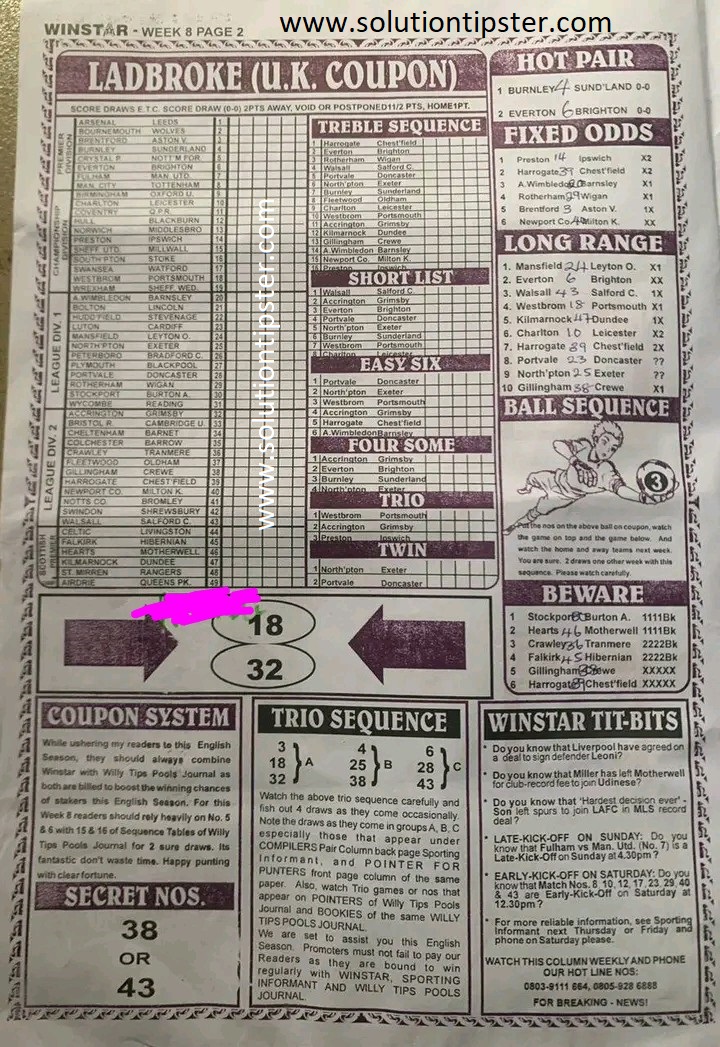 www.solutiontipster.com
WINSTAR - WEEK 8 PAGE 2
LADBROKE (U.K. COUPON)
SCORE DRAWS E.T.C. SCORE DRAW (0-0) 2PTS AWAY, VOID OR POSTPONED11/2 PTS, HOME1PT.
PREMIER DIVISION
ARSENAL LEEDS 1
BOURNEMOUTH WOLVES 2
BRENTFORD ASTON V. 3
BURNLEY SUNDERLAND 4
CRYSTAL P. NOTT'M FOR. 5
EVERTON BRIGHTON 6
FULHAM MAN. UTD. 7
MAN. CITY TOTTENHAM 8
CHAMPIONSHIP DIVISION
BIRMINGHAM OXFORD U. 9
CHARLTON LEICESTER 10
COVENTRY Q.P.R. 11
HULL BLACKBURN 12
NORWICH MIDDLESBRO 13
PRESTON IPSWICH 14
SHEFF. UTD. MILLWALL 15
SOUTH'PTON STOKE 16
SWANSEA WATFORD 17
WESTBROM PORTSMOUTH 18
WREXHAM SHEFF. WED. 19
LEAGUE DIV. 1
A.WIMBLEDON BARNSLEY 20
BOLTON LINCOLN 21
HUDD'FIELD STEVENAGE 22
LUTON CARDIFF 23
MANSFIELD LEYTON O. 24
NORTH'PTON EXETER 25
PETERBORO BRADFORD C. 26
PLYMOUTH BLACKPOOL 27
PORTVALE DONCASTER 28
ROTHERHAM WIGAN 29
STOCKPORT BURTON A. 30
WYCOMBE READING 31
LEAGUE DIV. 2
ACCRINGTON GRIMSBY 32
BRISTOL R. CAMBRIDGE U. 33
CHELTENHAM BARNET 34
COLCHESTER BARROW 35
CRAWLEY TRANMERE 36
FLEETWOOD OLDHAM 37
GILLINGHAM CREWE 38
HARROGATE CHEST'FIELD 39
NEWPORT CO. MILTON K. 40
NOTTS CO. BROMLEY 41
SWINDON SHREWSBURY 42
WALSALL SALFORD C. 43
SCOTTISH PREMIER
CELTIC LIVINGSTON 44
FALKIRK HIBERNIAN 45
HEARTS MOTHERWELL 46
KILMARNOCK DUNDEE 47
ST. MIRREN RANGERS 48
AIRDRIE QUEENS PK. 49
www.solutiontipster.com
TREBLE SEQUENCE
1 Harrogate Chest'field
2 Everton Brighton
3 Rotherham Wigan
4 Walsall Salford C.
5 Portvale Doncaster
6 North'pton Exeter
7 Burnley Sunderland
8 Fleetwood Oldham
9 Charlton Leicester
10 Westbrom Portsmouth
11 Accrington Grimsby
12 Kilmarnock Dundee
13 Gillingham Crewe
14 A.Wimbledon Barnsley
15 Newport Co. Milton K.
16 Preston Ipswich
SHORT LIST
1 Walsall Salford C.
2 Accrington Grimsby
3 Everton Brighton
4 Portvale Doncaster
5 North'pton Exeter
6 Burnley Sunderland
7 Westbrom Portsmouth
8 Charlton Leicester
EASY SIX
1 Portvale Doncaster
2 North'pton Exeter
3 Westbrom Portsmouth
4 Accrington Grimsby
5 Harrogate Chest'field
6 A.Wimbledon Barnsley
FOUR SOME
1 Accrington Grimsby
2 Everton Brighton
3 Burnley Sunderland
4 North'pton Exeter
TRIO
1 Westbrom Portsmouth
2 Accrington Grimsby
3 Preston Ipswich
TWIN
1 North'pton Exeter
2 Portvale Doncaster
HOT PAIR
1 BURNLEY 4 SUND'LAND 0-0
2 EVERTON 6 BRIGHTON 0-0
FIXED ODDS
1 Preston 14 Ipswich X2
2 Harrogate 39 Chest'field X2
3 A.Wimbledon 20 Barnsley X1
4 Rotherham 29 Wigan X1
5 Brentford 3 Aston V. 1X
6 Newport Co. 40 Milton K. XX
LONG RANGE
1. Mansfield 24 Leyton O. X1
2. Everton 6 Brighton XX
3. Walsall 43 Salford C. 1X
4. Westbrom 18 Portsmouth X1
5. Kilmarnock 47 Dundee 1X
6. Charlton 10 Leicester X2
7. Harrogate 39 Chest'field 2X
8. Portvale 23 Doncaster ??
9 North'pton 25 Exeter ??
10 Gillingham 38 Crewe X1
BALL SEQUENCE
3
Put the nos on the above ball on coupon, watch
the game on top and the game below. And
watch the home and away teams next week.
You are sure. 2 draws one other week with this
sequence. Please watch carefully.
BEWARE
1 Stockport 30 Burton A. 1111Bk
2 Hearts 46 Motherwell 1111Bk
3 Crawley 36 Tranmere 2222Bk
4 Falkirk 45 Hibernian 2222Bk
5 Gillingham 38 Crewe XXXXX
6 Harrogate 39 Chest'field XXXXX
18
32
COUPON SYSTEM
While ushering my readers to this English
Season, they should always combine
Winstar with Willy Tips Pools Journal as
both are billed to boost the winning chances
of stakers this English Season. For this
Week 8 readers should rely heavily on No. 5
& 6 with 15 & 16 of Sequence Tables of Willy
Tips Pools Journal for 2 sure draws. Its
fantastic don't waste time. Happy punting
with clear fortune.
SECRET NOS.
38
OR
43
TRIO SEQUENCE
3 4 6
18 A 25 B 28 C
32 38 43
Watch the above trio sequence carefully and
fish out 4 draws as they come occasionally.
Note the draws as they come in groups A, B, C
especially those that appear under
COMPILERS Pair Column back page Sporting
Informant, and POINTER FOR
PUNTERS front page column of the same
paper. Also, watch Trio games or nos that
appear on POINTERS of Willy Tips Pools
Journal and BOOKIES of the same WILLY
TIPS POOLS JOURNAL.
We are set to assist you this English
Season. Promoters must not fail to pay our
Readers as they are bound to win
regularly with WINSTAR, SPORTING
INFORMANT AND WILLY TIPS POOLS
JOURNAL.
WINSTAR TIT-BITS
* Do you know that Liverpool have agreed on
a deal to sign defender Leoni?
* Do you know that Miller has left Motherwell
for club-record fee to join Udinese?
* Do you know that 'Hardest decision ever' -
Son left spurs to join LAFC in MLS record
deal?
* LATE-KICK-OFF ON SUNDAY: Do you
know that Fulham vs Man. Utd. (No. 7) is a
Late-Kick-Off on Sunday at 4.30pm ?
* EARLY-KICK-OFF ON SATURDAY: Do you
know that Match Nos. 8, 10, 12, 17, 23, 29, 40
& 43 are Early-Kick-Off on Saturday at
12.30pm ?
* For more reliable information, see Sporting
Informant next Thursday or Friday and
phone on Saturday please.
WATCH THIS COLUMN WEEKLY AND PHONE
OUR HOT LINE NOS:
0803-9111 664, 0805-928 6888
FOR BREAKING - NEWS!